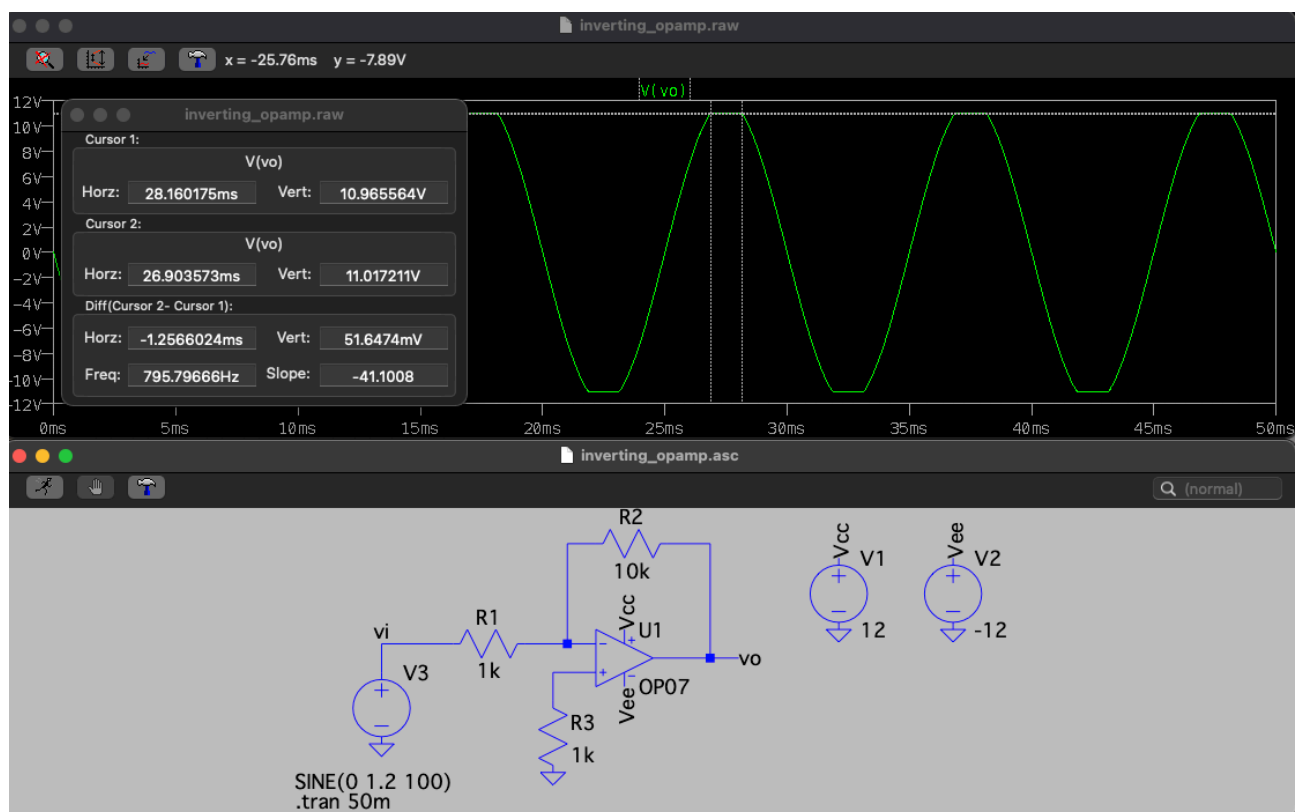 inverting_opamp.raw
x = -25.76ms y = -7.89V
V(vo)
12V
10V
8V
6V
4V
2V
0V
-2V
-4V
-6V
-8V
-10V
-12V
inverting_opamp.raw
Cursor 1:
V(vo)
Horz: 28.160175ms Vert: 10.965564V
Cursor 2:
V(vo)
Horz: 26.903573ms Vert: 11.017211V
Diff(Cursor 2- Cursor 1):
Horz: -1.2566024ms Vert: 51.6474mV
Freq: 795.79666Hz Slope: -41.1008
0ms 5ms 10ms 15ms 20ms 25ms 30ms 35ms 40ms 45ms 50ms
inverting_opamp.asc
(normal)
R2
10k
Vcc
V1
12
Vee
V2
-12
vi
R1
1k
Vcc
U1
vo
V3
Vee
OP07
R3
1k
SINE(0 1.2 100)
.tran 50m